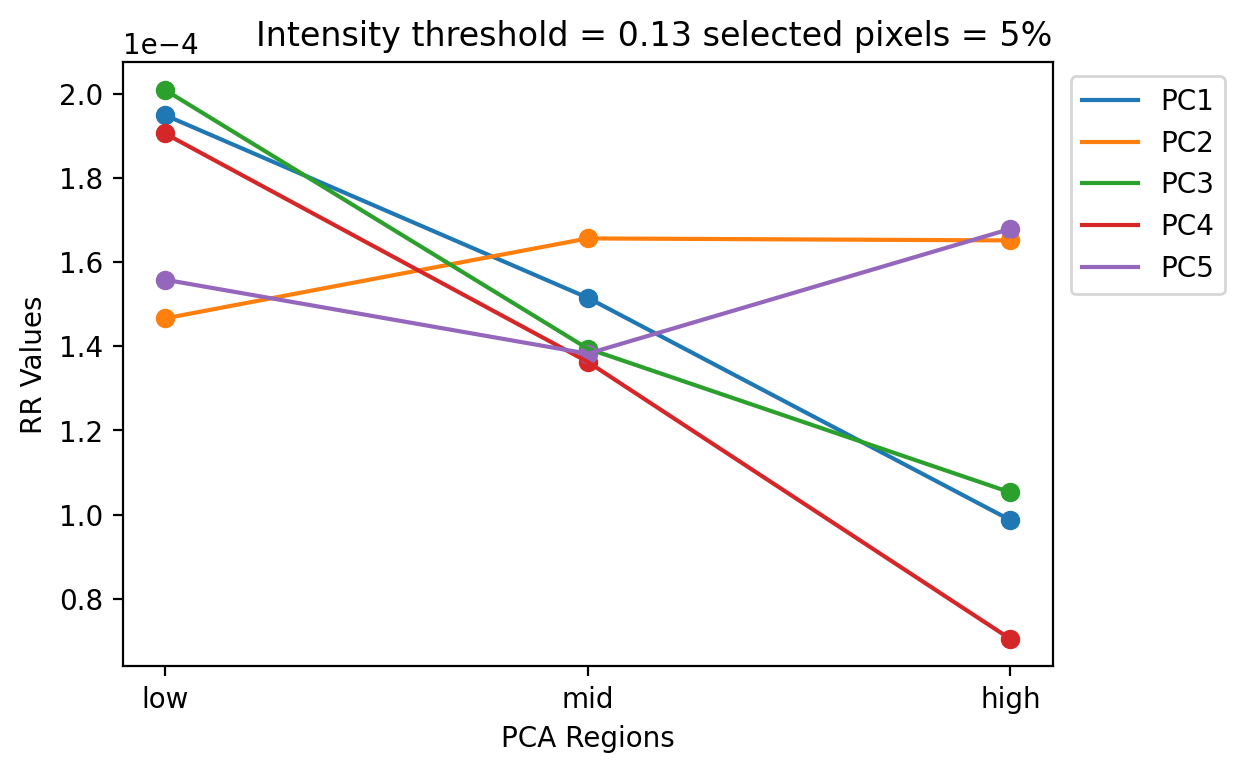 Intensity threshold = 0.13 selected pixels = 5%
1e−4
2.0
1.8
1.6
1.4
1.2
1.0
0.8
RR Values
low mid high
PCA Regions
PC1
PC2
PC3
PC4
PC5